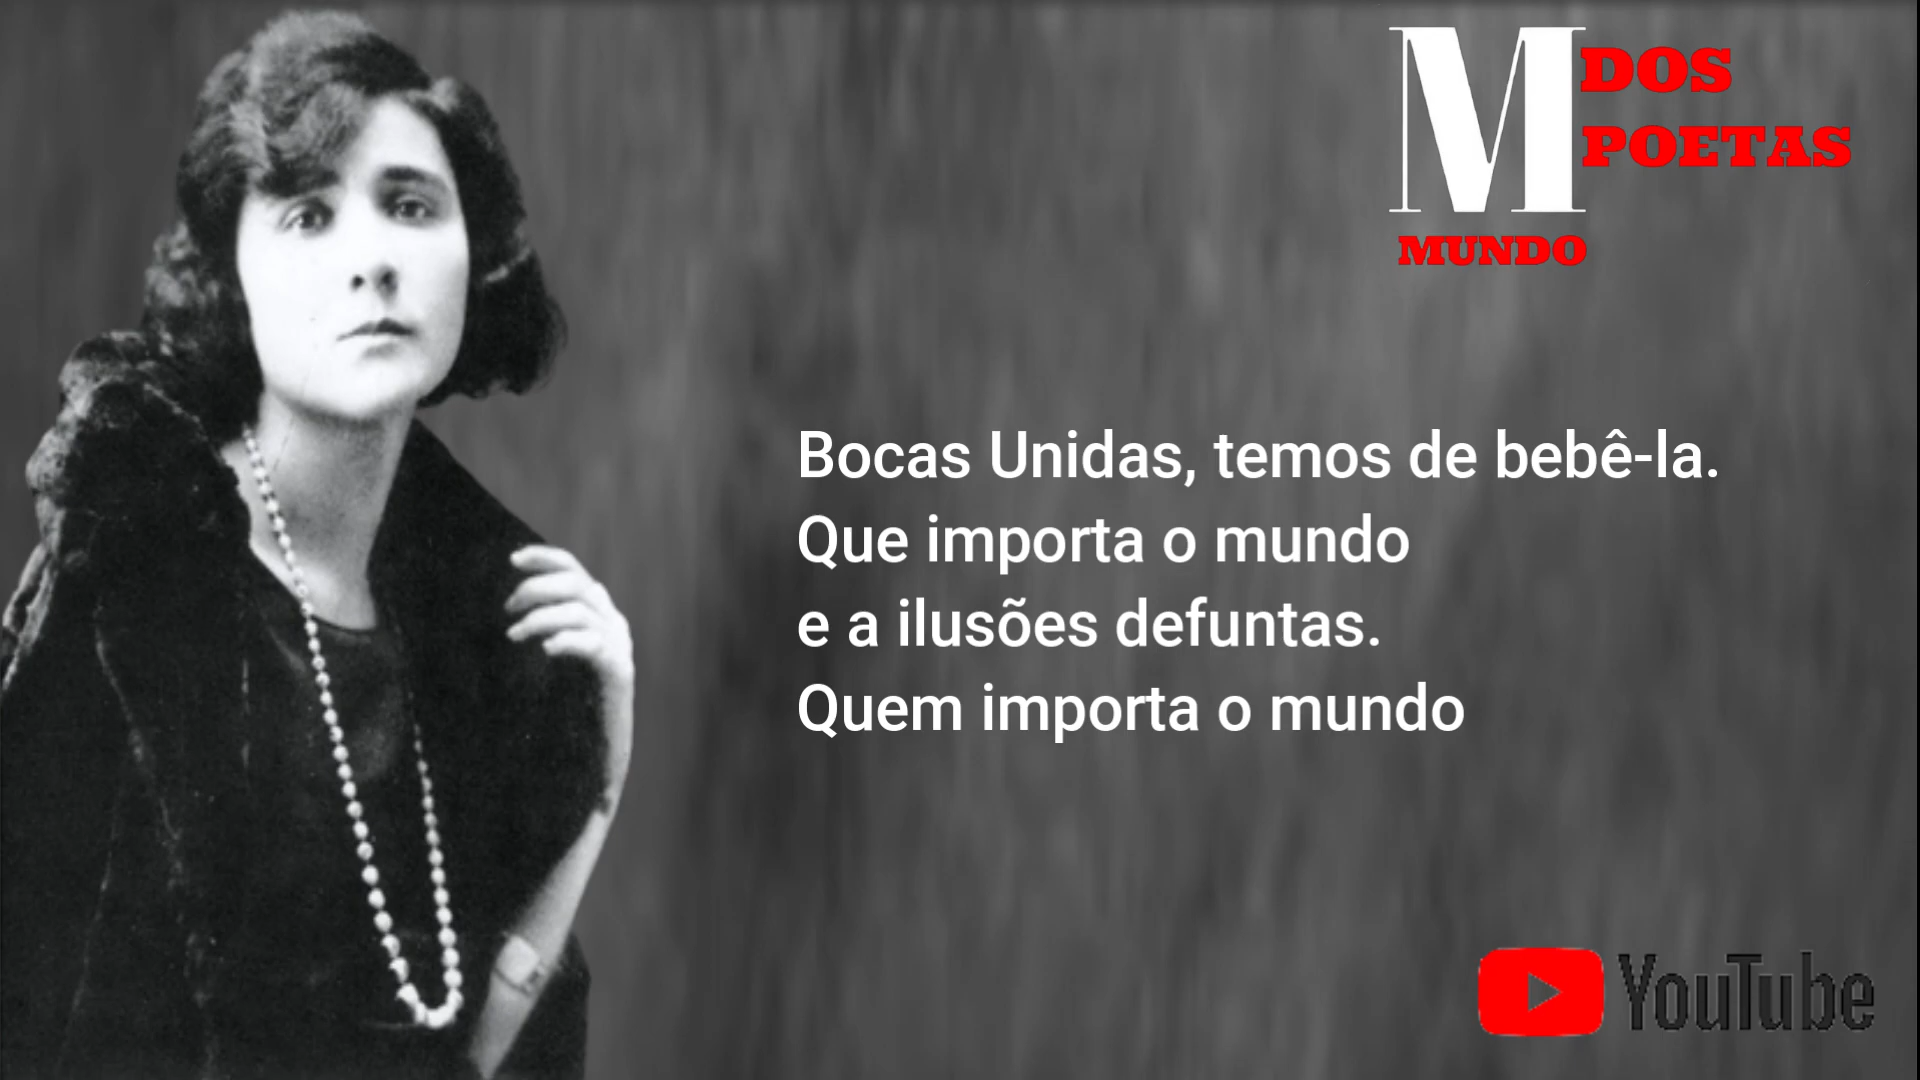 M DOS
POETAS
MUNDO
Bocas Unidas, temos de bebê-la.
Que importa o mundo
e a ilusões defuntas.
Quem importa o mundo
YouTube